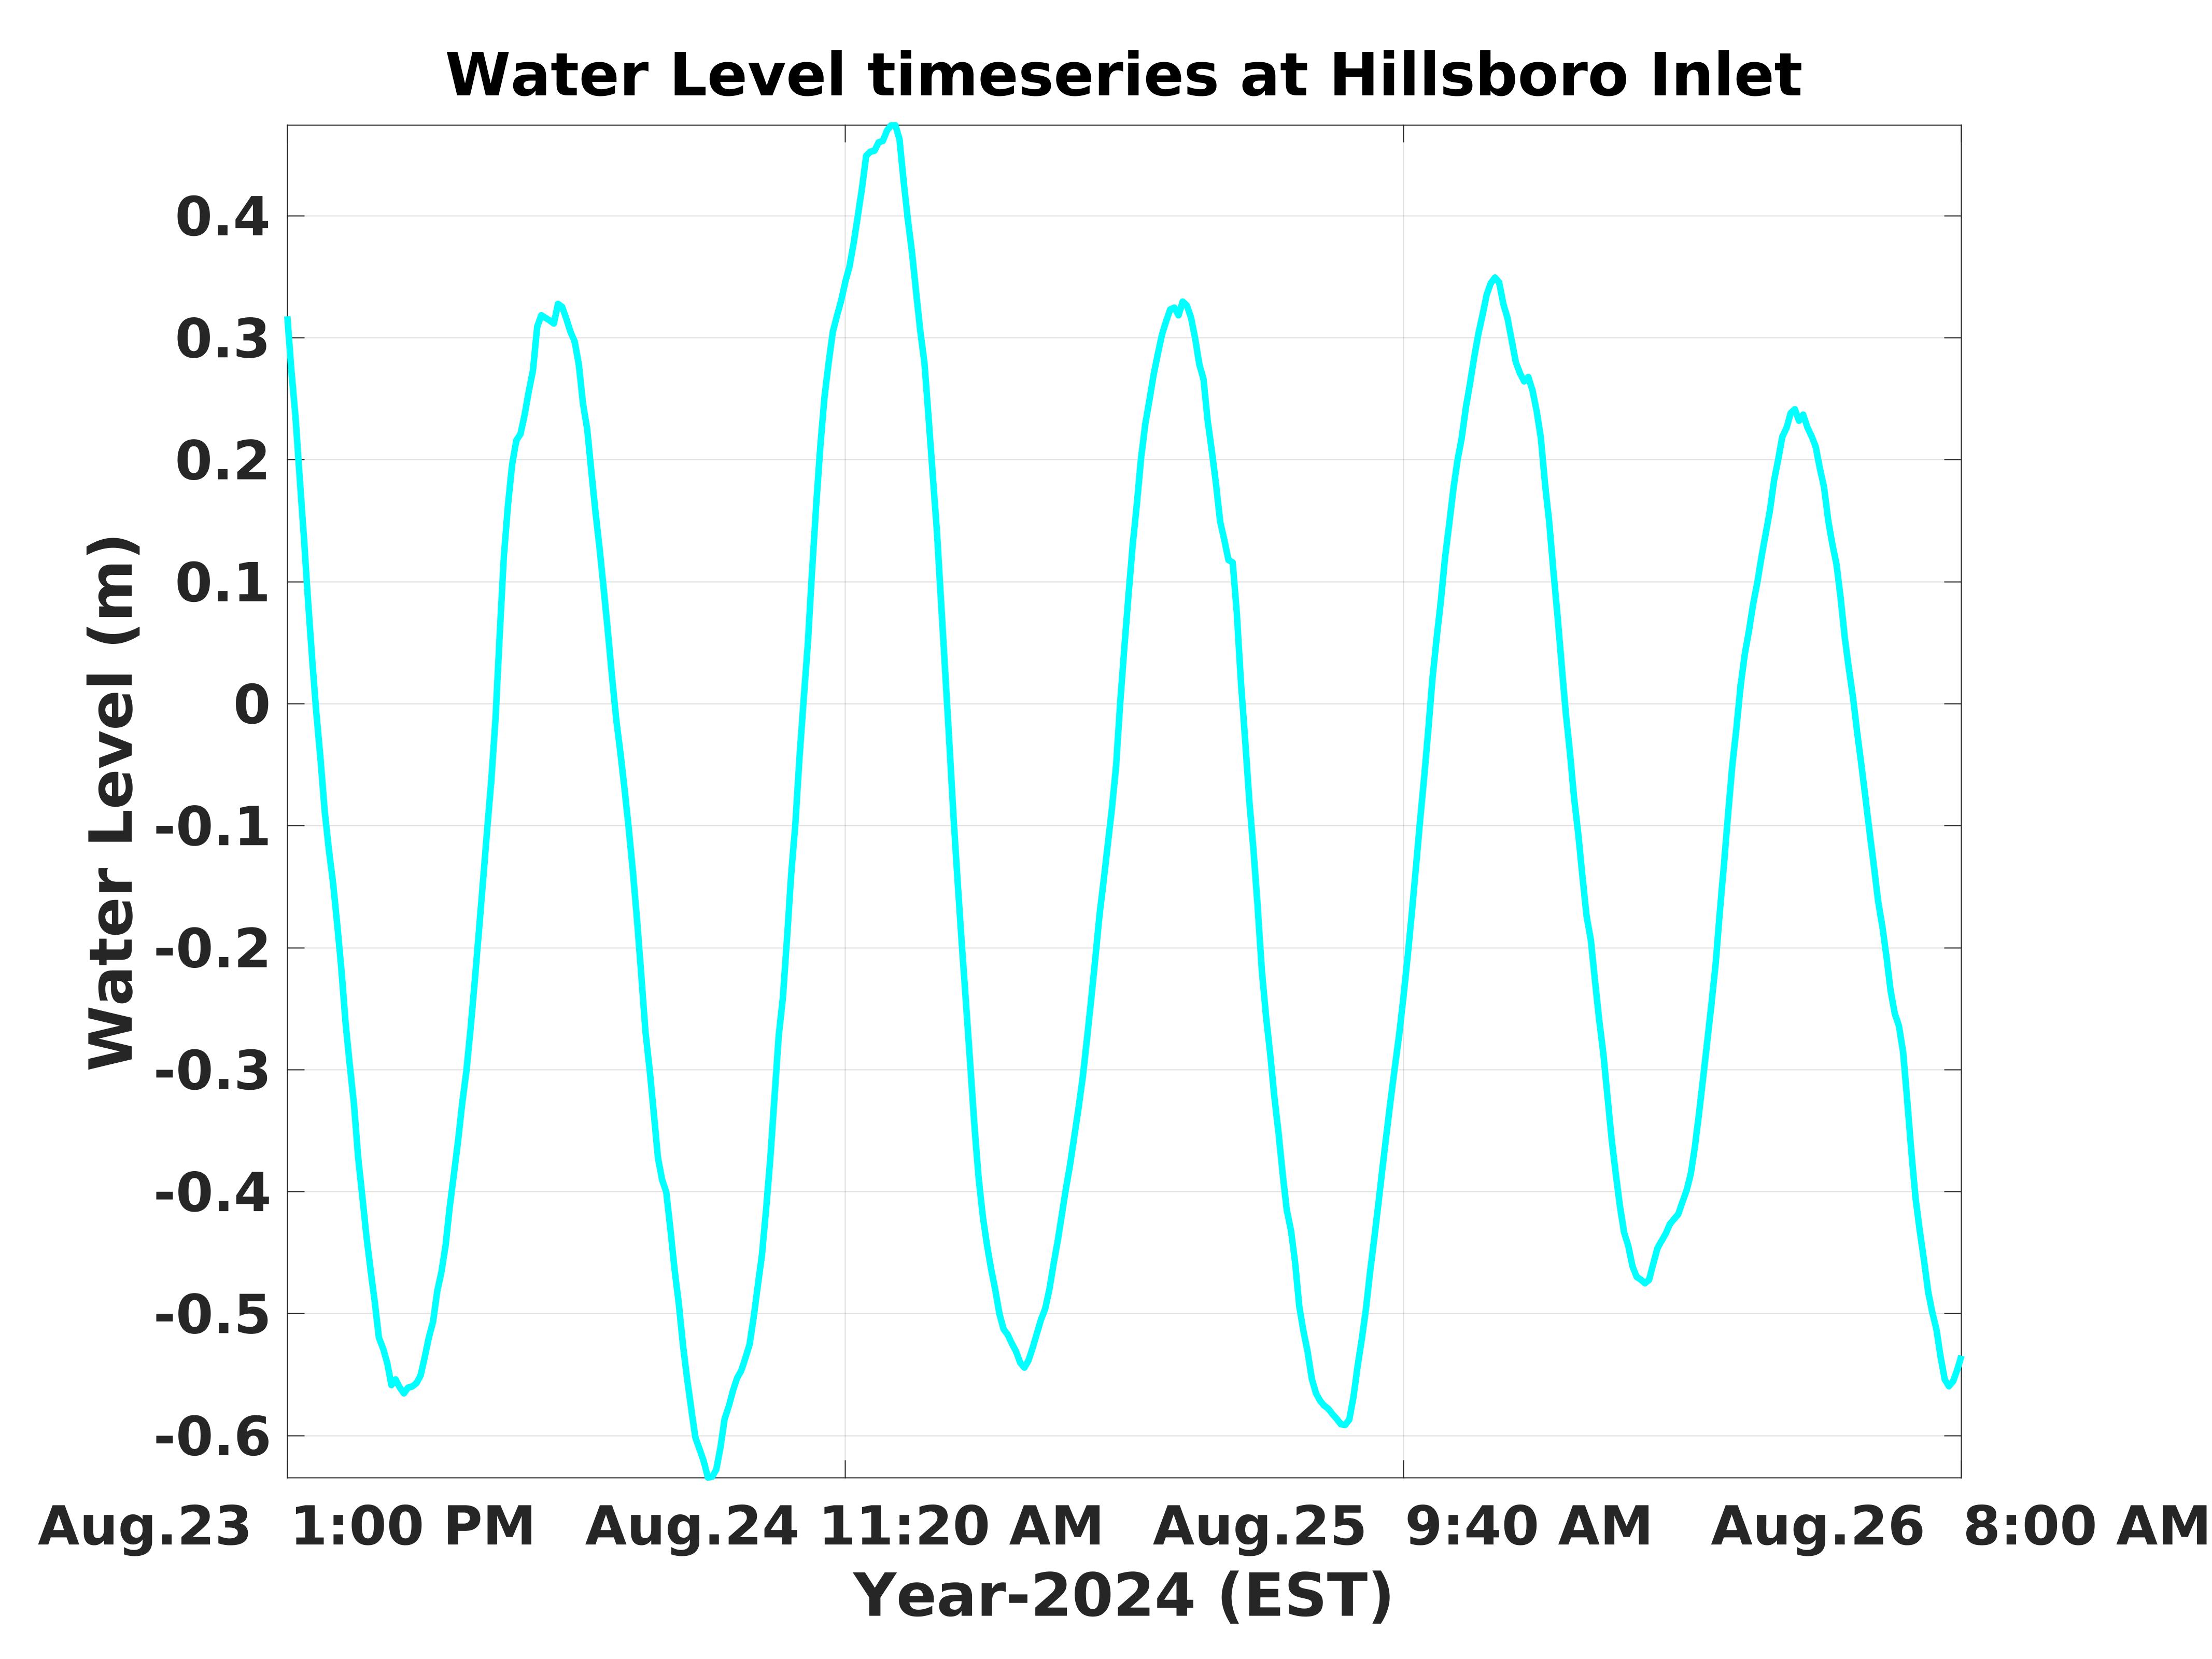 Water Level timeseries at Hillsboro Inlet
Water Level (m)
0.4
0.3
0.2
0.1
0
-0.1
-0.2
-0.3
-0.4
-0.5
-0.6
Aug.23 1:00 PM Aug.24 11:20 AM Aug.25 9:40 AM Aug.26 8:00 AM
Year-2024 (EST)